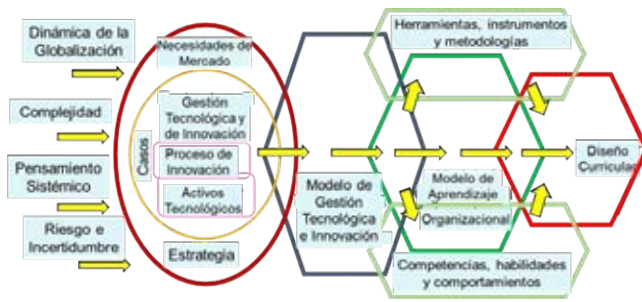 Dinámica de la
Globalización
Complejidad
Pensamiento
Sistémico
Riesgo e
Incertidumbre
Necesidades de
Mercado
Casos
Gestión
Tecnológica y
de Innovación
Proceso de
Innovación
Activos
Tecnológicos
Estrategia
Modelo de
Gestión
Tecnológica
e Innovación
Herramientas, instrumentos
y metodologías
Modelo de
Aprendizaje
Organizacional
Competencias, habilidades
y comportamientos
Diseño
Curricular